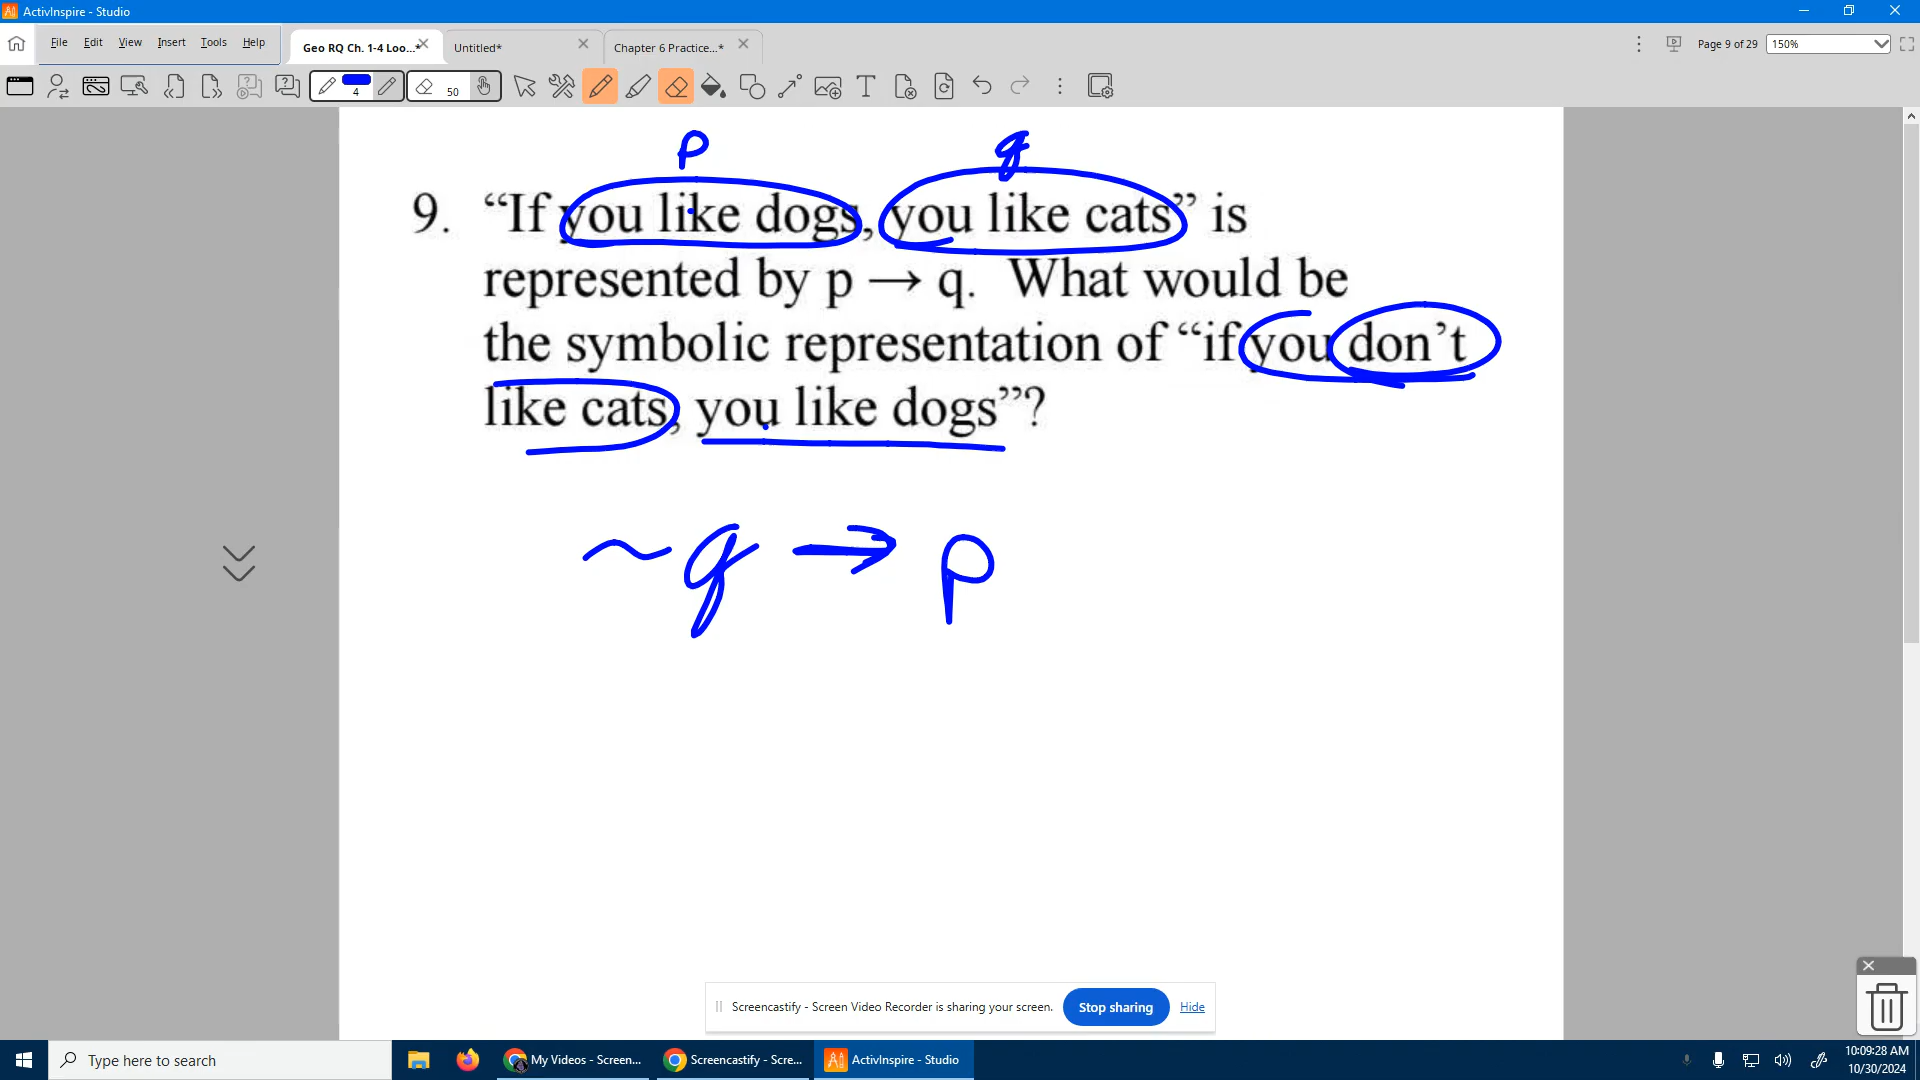 ActivInspire - Studio
File Edit View Insert Tools Help
Geo RQ Ch. 1-4 Loo...* Untitled* Chapter 6 Practice...*
Page 9 of 29 150%
4 50
p q
9. “If you like dogs, you like cats” is
represented by p → q. What would be
the symbolic representation of “if you don’t
like cats, you like dogs”?
~q → p
Screencastify - Screen Video Recorder is sharing your screen. Stop sharing Hide
Type here to search
My Videos - Screen... Screencastify - Scre... ActivInspire - Studio
10:09:28 AM
10/30/2024